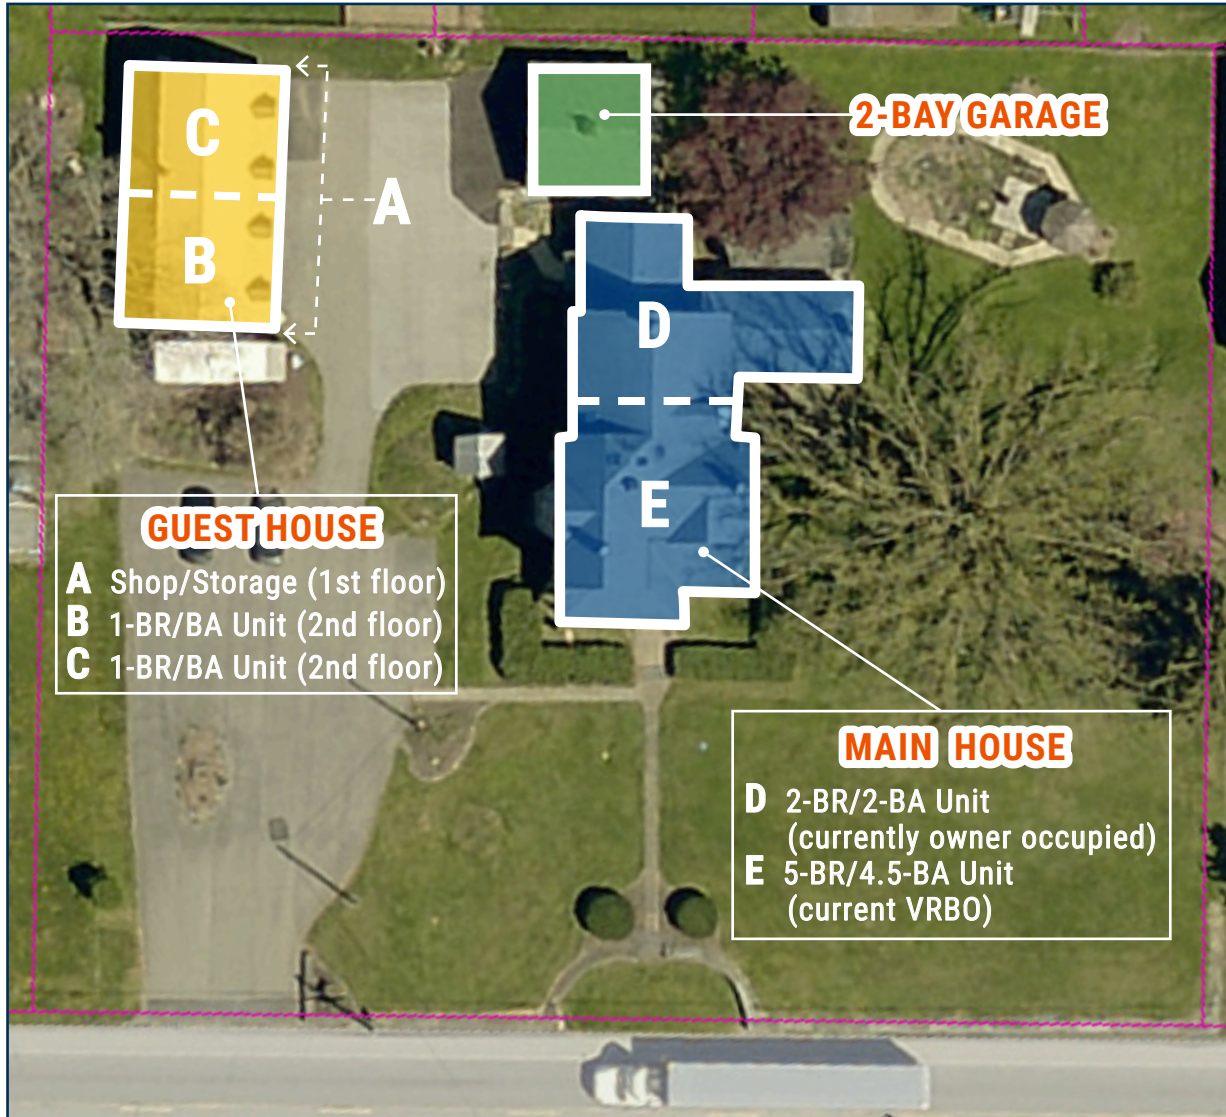 C
2-BAY GARAGE
A
B
D
E
GUEST HOUSE
A Shop/Storage (1st floor)
B 1-BR/BA Unit (2nd floor)
C 1-BR/BA Unit (2nd floor)
MAIN HOUSE
D 2-BR/2-BA Unit
(currently owner occupied)
E 5-BR/4.5-BA Unit
(current VRBO)